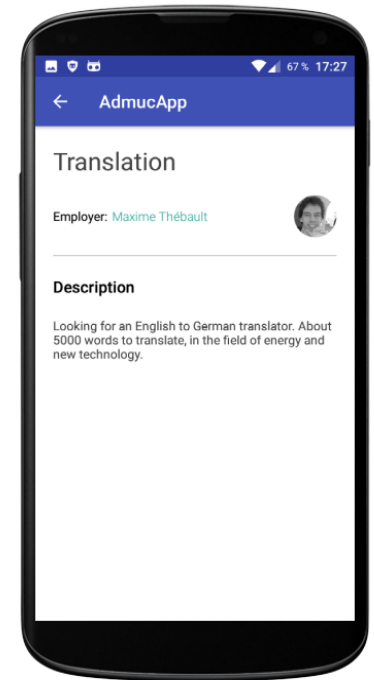 67 % 17:27
AdmucApp
Translation
Employer: Maxime Thébault
Description
Looking for an English to German translator. About
5000 words to translate, in the field of energy and
new technology.